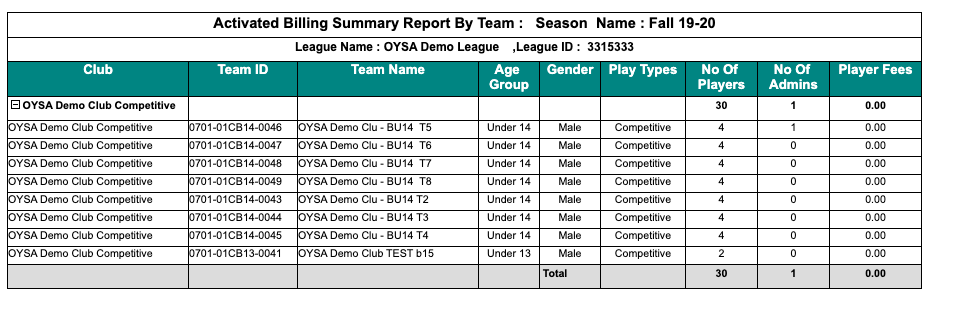 Activated Billing Summary Report By Team :   Season  Name : Fall 19-20
League Name : OYSA Demo League    ,League ID :  3315333
Club Team ID Team Name Age Group Gender Play Types No Of Players No Of Admins Player Fees
OYSA Demo Club Competitive 30 1 0.00
OYSA Demo Club Competitive 0701-01CB14-0046 OYSA Demo Clu - BU14  T5 Under 14 Male Competitive 4 1 0.00
OYSA Demo Club Competitive 0701-01CB14-0047 OYSA Demo Clu - BU14  T6 Under 14 Male Competitive 4 0 0.00
OYSA Demo Club Competitive 0701-01CB14-0048 OYSA Demo Clu - BU14  T7 Under 14 Male Competitive 4 0 0.00
OYSA Demo Club Competitive 0701-01CB14-0049 OYSA Demo Clu - BU14  T8 Under 14 Male Competitive 4 0 0.00
OYSA Demo Club Competitive 0701-01CB14-0043 OYSA Demo Clu - BU14 T2 Under 14 Male Competitive 4 0 0.00
OYSA Demo Club Competitive 0701-01CB14-0044 OYSA Demo Clu - BU14 T3 Under 14 Male Competitive 4 0 0.00
OYSA Demo Club Competitive 0701-01CB14-0045 OYSA Demo Clu - BU14 T4 Under 14 Male Competitive 4 0 0.00
OYSA Demo Club Competitive 0701-01CB13-0041 OYSA Demo Club TEST b15 Under 13 Male Competitive 2 0 0.00
Total 30 1 0.00